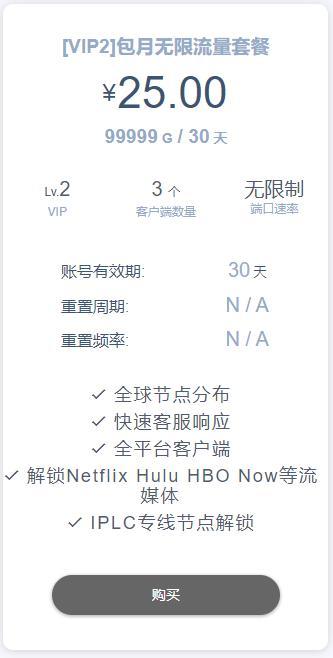 [VIP2]包月无限流量套餐
¥25.00
99999 G / 30 天
Lv.2 3 个 无限制
VIP 客户端数量 端口速率
账号有效期: 30 天
重置周期: N / A
重置频率: N / A
✓ 全球节点分布
✓ 快速客服响应
✓ 全平台客户端
✓ 解锁Netflix Hulu HBO Now等流
媒体
✓ IPLC专线节点解锁
购买